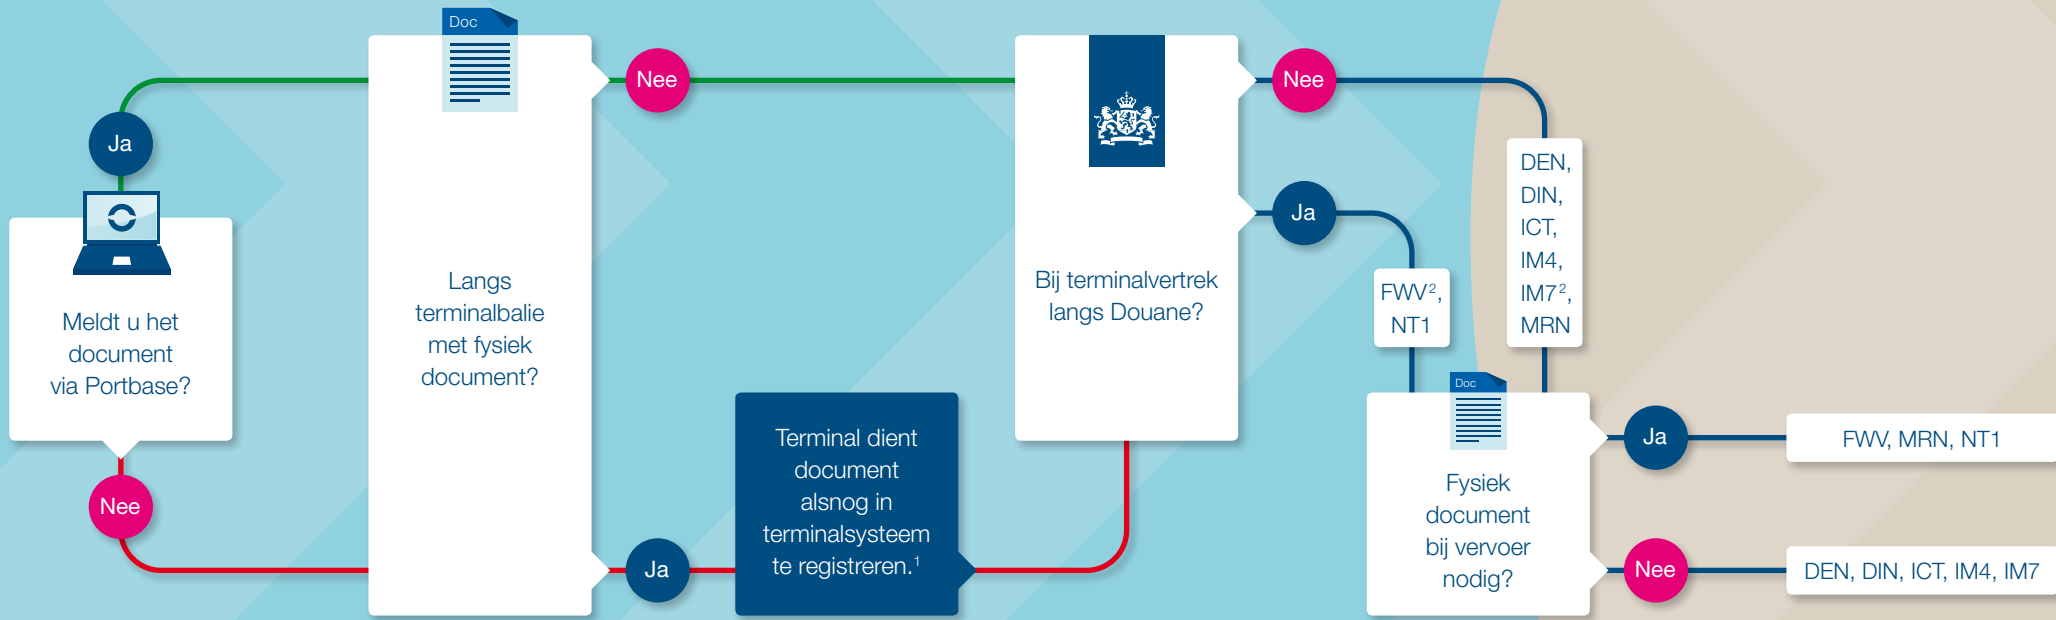 Ja
Meldt u het
document
via Portbase?
Nee
Doc
Langs
terminalbalie
met fysiek
document?
Nee
Ja
Terminal dient
document
alsnog in
terminalsysteem
te registreren.¹
Bij terminalvertrek
langs Douane?
Nee
Ja
FWV²,
NT1
DEN,
DIN,
ICT,
IM4,
IM7²,
MRN
Doc
Fysiek
document
bij vervoer
nodig?
Ja
FWV, MRN, NT1
Nee
DEN, DIN, ICT, IM4, IM7